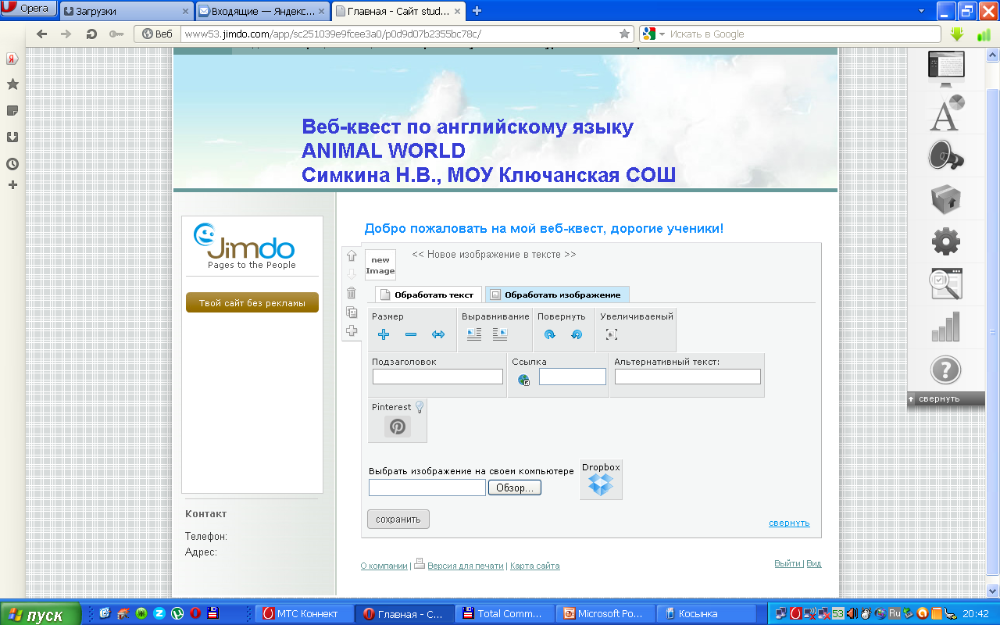 Opera
Загрузки
Входящие — Яндекс...
Главная - Сайт stud...
Веб
www53.jimdo.com/app/sc251039e9fcee3a0/p0d9d07b2355bc78c/
Искать в Google
Веб-квест по английскому языку
ANIMAL WORLD
Симкина Н.В., МОУ Ключанская СОШ
Jimdo
Pages to the People
Твой сайт без рекламы
Контакт
Телефон:
Адрес:
Добро пожаловать на мой веб-квест, дорогие ученики!
new
Image
<< Новое изображение в тексте >>
Обработать текст
Обработать изображение
Размер
Выравнивание
Повернуть
Увеличиваемый
Подзаголовок
Ссылка
Альтернативный текст:
Pinterest
Выбрать изображение на своем компьютере
Обзор...
Dropbox
сохранить
свернуть
О компании | Версия для печати | Карта сайта
Выйти | Вид
свернуть
пуск
МТС Коннект
Главная - С...
Total Comm...
Microsoft Po...
Косынка
53
Ru
20:42